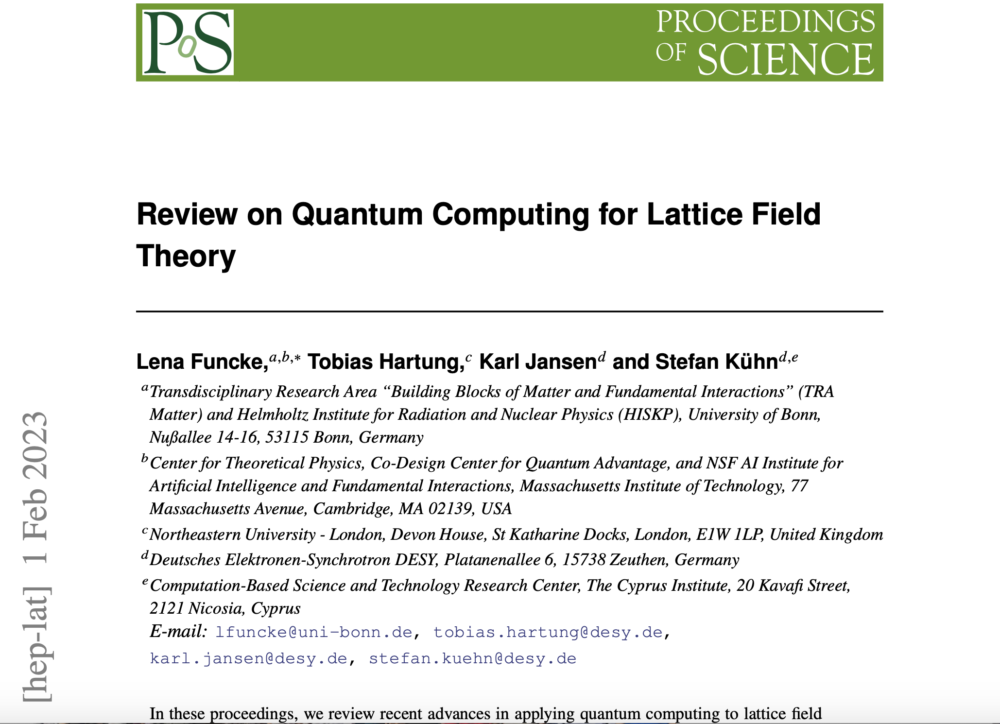 PoS
PROCEEDINGS
OF SCIENCE
Review on Quantum Computing for Lattice Field
Theory
Lena Funcke,a,b,∗ Tobias Hartung,c Karl Jansend and Stefan Kühnd,e
aTransdisciplinary Research Area “Building Blocks of Matter and Fundamental Interactions” (TRA
Matter) and Helmholtz Institute for Radiation and Nuclear Physics (HISKP), University of Bonn,
Nußallee 14-16, 53115 Bonn, Germany
bCenter for Theoretical Physics, Co-Design Center for Quantum Advantage, and NSF AI Institute for
Artificial Intelligence and Fundamental Interactions, Massachusetts Institute of Technology, 77
Massachusetts Avenue, Cambridge, MA 02139, USA
cNortheastern University - London, Devon House, St Katharine Docks, London, E1W 1LP, United Kingdom
dDeutsches Elektronen-Synchrotron DESY, Platanenallee 6, 15738 Zeuthen, Germany
eComputation-Based Science and Technology Research Center, The Cyprus Institute, 20 Kavafi Street,
2121 Nicosia, Cyprus
E-mail: lfuncke@uni-bonn.de, tobias.hartung@desy.de,
karl.jansen@desy.de, stefan.kuehn@desy.de
In these proceedings, we review recent advances in applying quantum computing to lattice field
[hep-lat] 1 Feb 2023